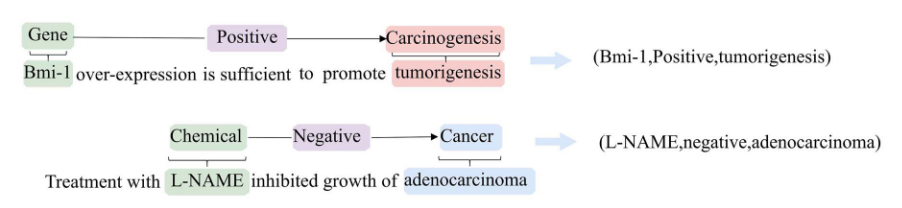 Gene Positive Carcinogenesis
Bmi-1 over-expression is sufficient to promote tumorigenesis
(Bmi-1,Positive,tumorigenesis)
Chemical Negative Cancer
Treatment with L-NAME inhibited growth of adenocarcinoma
(L-NAME,negative,adenocarcinoma)